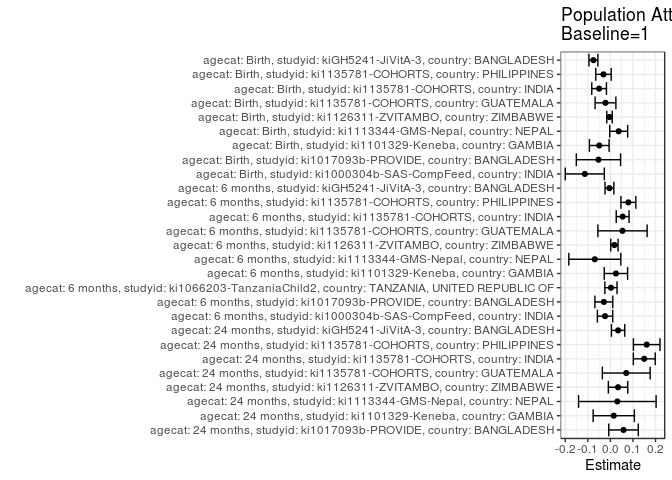 Population Att
Baseline=1
agecat: Birth, studyid: kiGH5241-JiVitA-3, country: BANGLADESH
agecat: Birth, studyid: ki1135781-COHORTS, country: PHILIPPINES
agecat: Birth, studyid: ki1135781-COHORTS, country: INDIA
agecat: Birth, studyid: ki1135781-COHORTS, country: GUATEMALA
agecat: Birth, studyid: ki1126311-ZVITAMBO, country: ZIMBABWE
agecat: Birth, studyid: ki1113344-GMS-Nepal, country: NEPAL
agecat: Birth, studyid: ki1101329-Keneba, country: GAMBIA
agecat: Birth, studyid: ki1017093b-PROVIDE, country: BANGLADESH
agecat: Birth, studyid: ki1000304b-SAS-CompFeed, country: INDIA
agecat: 6 months, studyid: kiGH5241-JiVitA-3, country: BANGLADESH
agecat: 6 months, studyid: ki1135781-COHORTS, country: PHILIPPINES
agecat: 6 months, studyid: ki1135781-COHORTS, country: INDIA
agecat: 6 months, studyid: ki1135781-COHORTS, country: GUATEMALA
agecat: 6 months, studyid: ki1126311-ZVITAMBO, country: ZIMBABWE
agecat: 6 months, studyid: ki1113344-GMS-Nepal, country: NEPAL
agecat: 6 months, studyid: ki1101329-Keneba, country: GAMBIA
agecat: 6 months, studyid: ki1066203-TanzaniaChild2, country: TANZANIA, UNITED REPUBLIC OF
agecat: 6 months, studyid: ki1017093b-PROVIDE, country: BANGLADESH
agecat: 6 months, studyid: ki1000304b-SAS-CompFeed, country: INDIA
agecat: 24 months, studyid: kiGH5241-JiVitA-3, country: BANGLADESH
agecat: 24 months, studyid: ki1135781-COHORTS, country: PHILIPPINES
agecat: 24 months, studyid: ki1135781-COHORTS, country: INDIA
agecat: 24 months, studyid: ki1135781-COHORTS, country: GUATEMALA
agecat: 24 months, studyid: ki1126311-ZVITAMBO, country: ZIMBABWE
agecat: 24 months, studyid: ki1113344-GMS-Nepal, country: NEPAL
agecat: 24 months, studyid: ki1101329-Keneba, country: GAMBIA
agecat: 24 months, studyid: ki1017093b-PROVIDE, country: BANGLADESH
-0.2 -0.1 0.0 0.1 0.2
Estimate